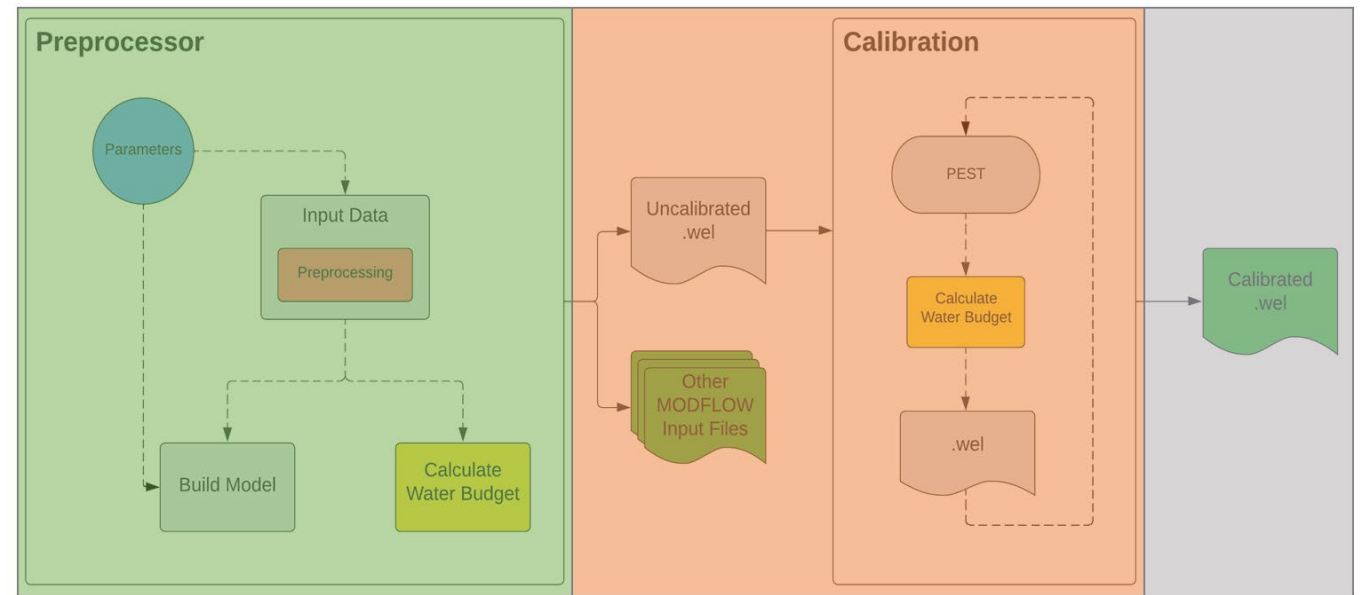 Preprocessor
Parameters
Input Data
Preprocessing
Build Model
Calculate
Water Budget
Uncalibrated
.wel
Other
MODFLOW
Input Files
Calibration
PEST
Calculate
Water Budget
.wel
Calibrated
.wel